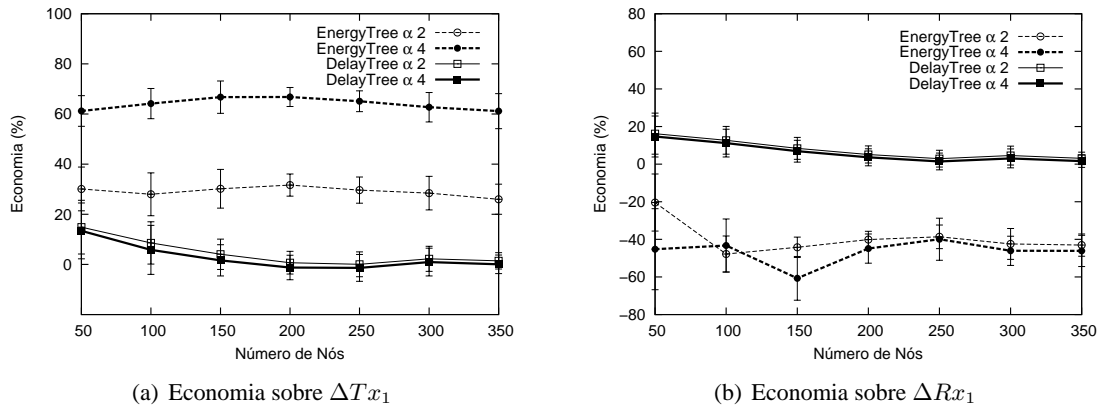 100
80
60
40
20
0
50 100 150 200 250 300 350
Economia (%)
Número de Nós
EnergyTree α 2
EnergyTree α 4
DelayTree α 2
DelayTree α 4
(a) Economia sobre ΔTx₁
80
60
40
20
0
−20
−40
−60
−80
50 100 150 200 250 300 350
Economia (%)
Número de Nós
EnergyTree α 2
EnergyTree α 4
DelayTree α 2
DelayTree α 4
(b) Economia sobre ΔRx₁